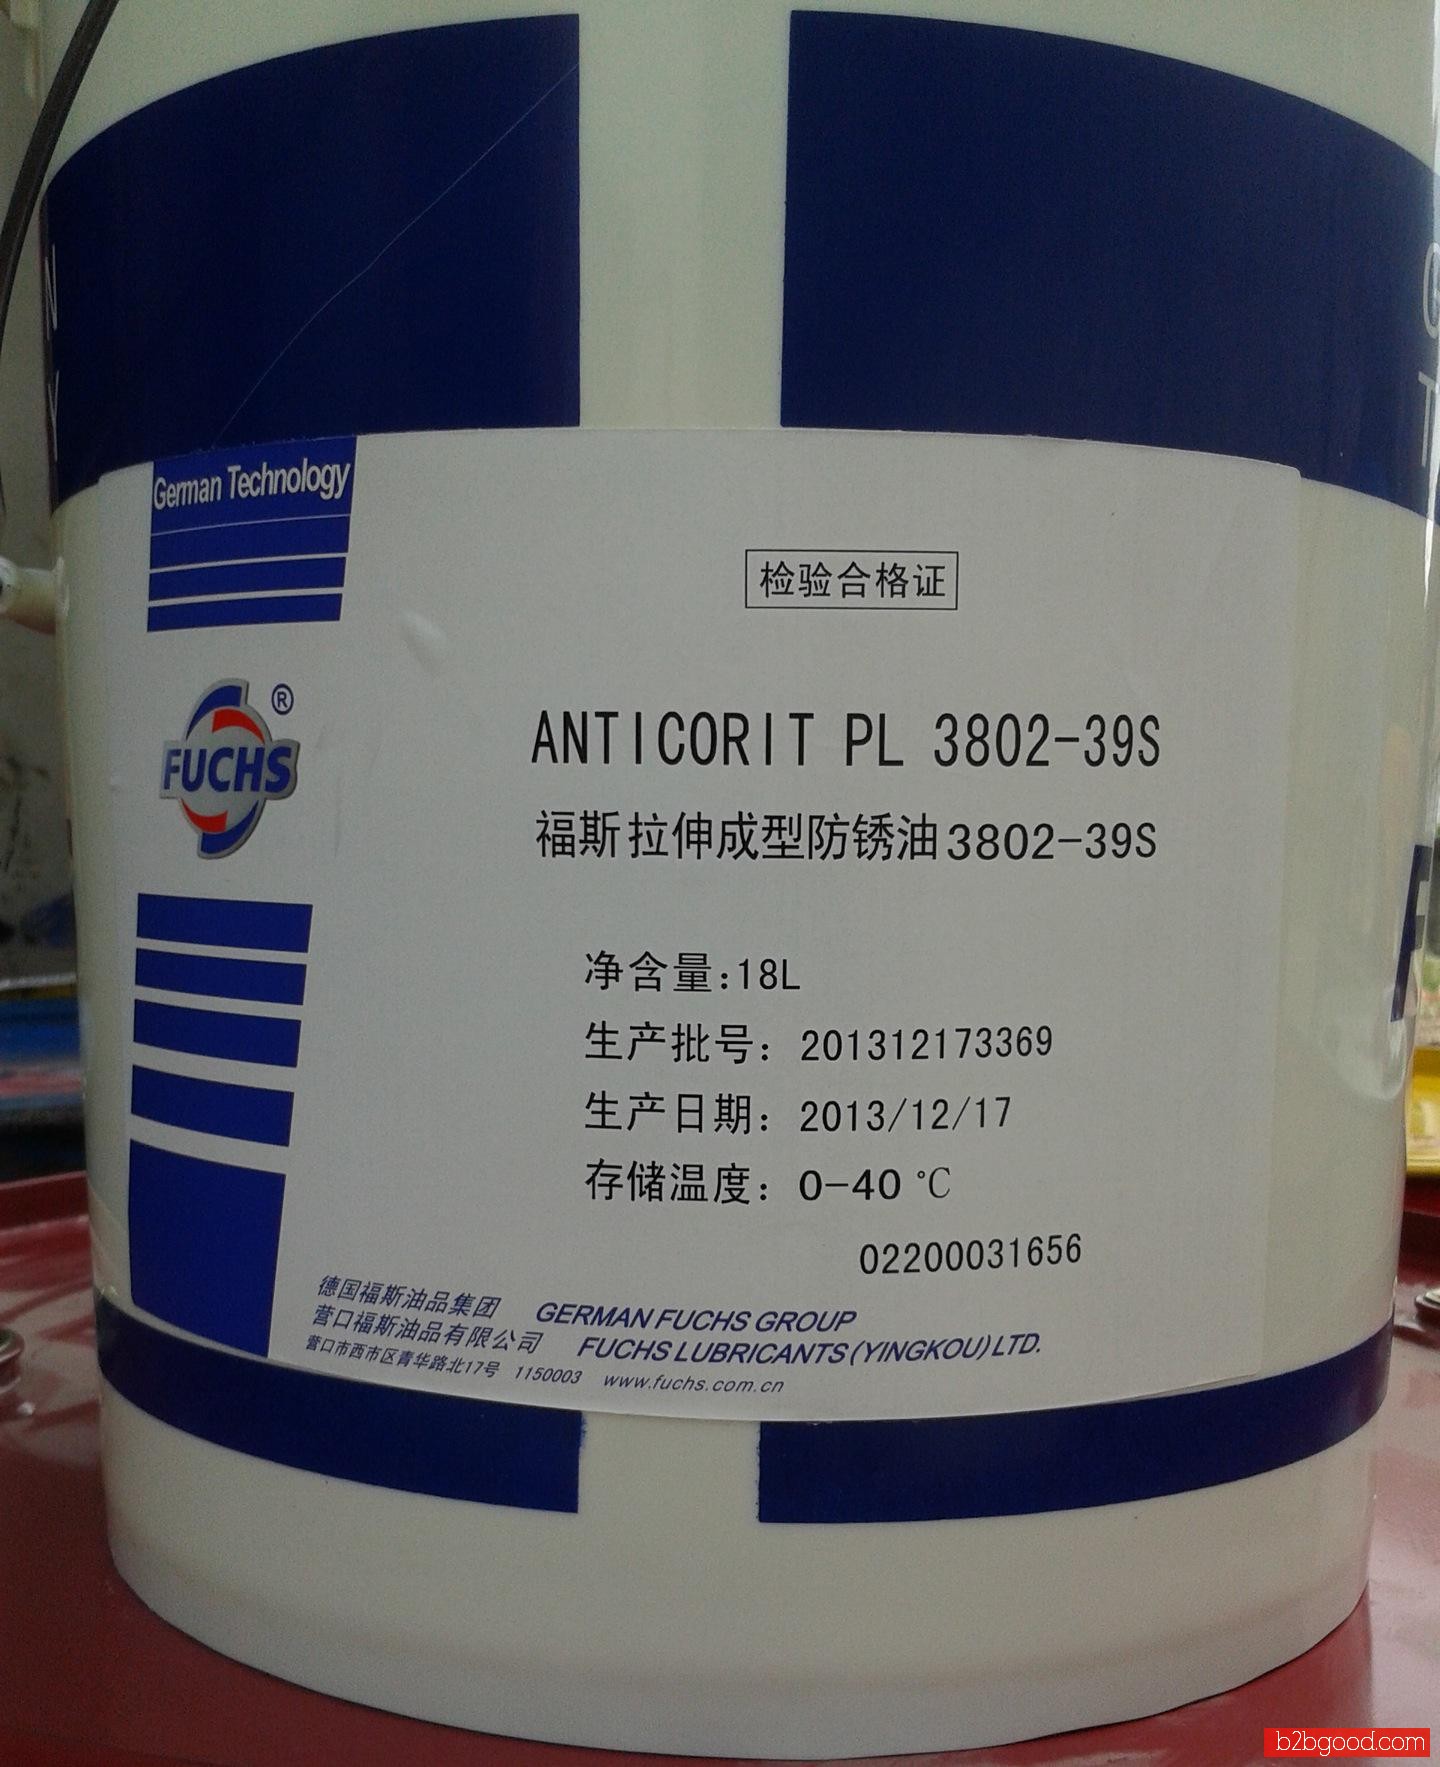 German Technology
检验合格证
FUCHS®
ANTICORIT PL 3802-39S
福斯拉伸成型防锈油3802-39S
净含量:18L
生产批号: 201312173369
生产日期: 2013/12/17
存储温度: 0-40 ℃
02200031656
德国福斯油品集团 GERMAN FUCHS GROUP
营口福斯油品有限公司 FUCHS LUBRICANTS(YINGKOU)LTD.
营口市西市区青华路北17号 1150003 www.fuchs.com.cn
b2bgood.com